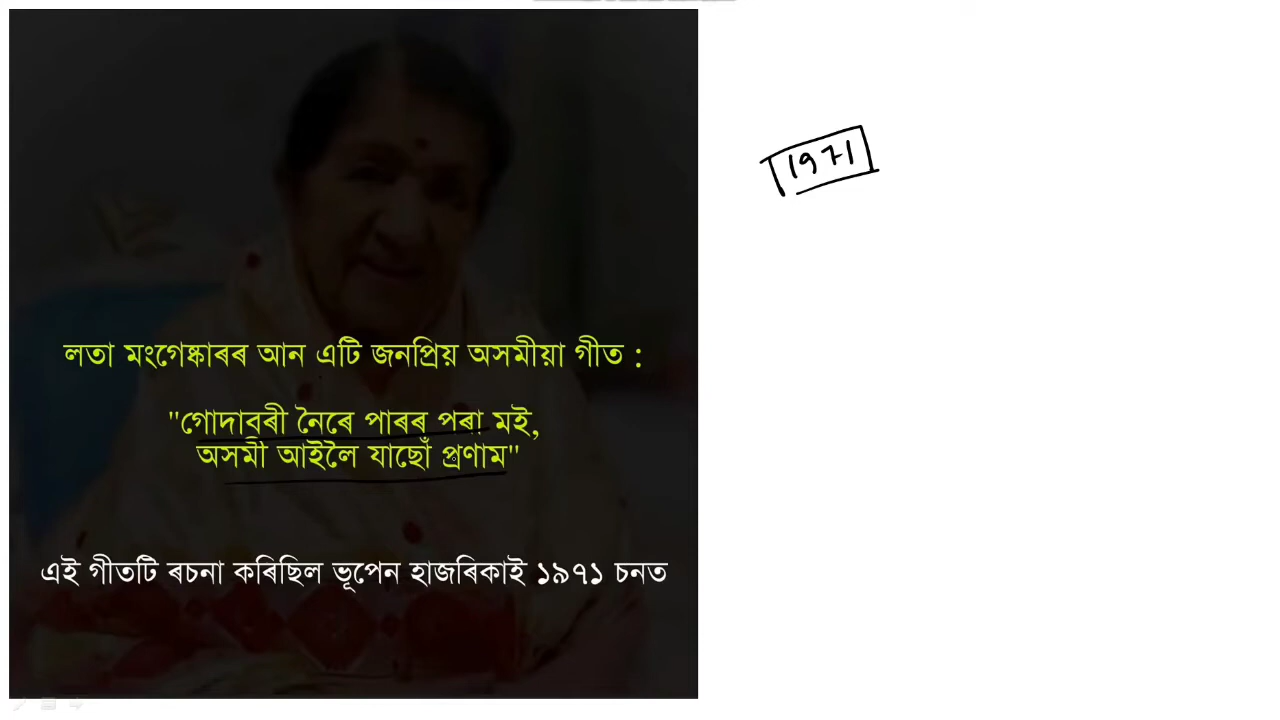 লতা মংগেষ্কাৰৰ আন এটি জনপ্ৰিয় অসমীয়া গীত :
"গোদাবৰী নৈৰে পাৰৰ পৰা মই,
অসমী আইলৈ যাছোঁ প্ৰণাম"
এই গীতটি ৰচনা কৰিছিল ভূপেন হাজৰিকাই ১৯৭১ চনত
1971